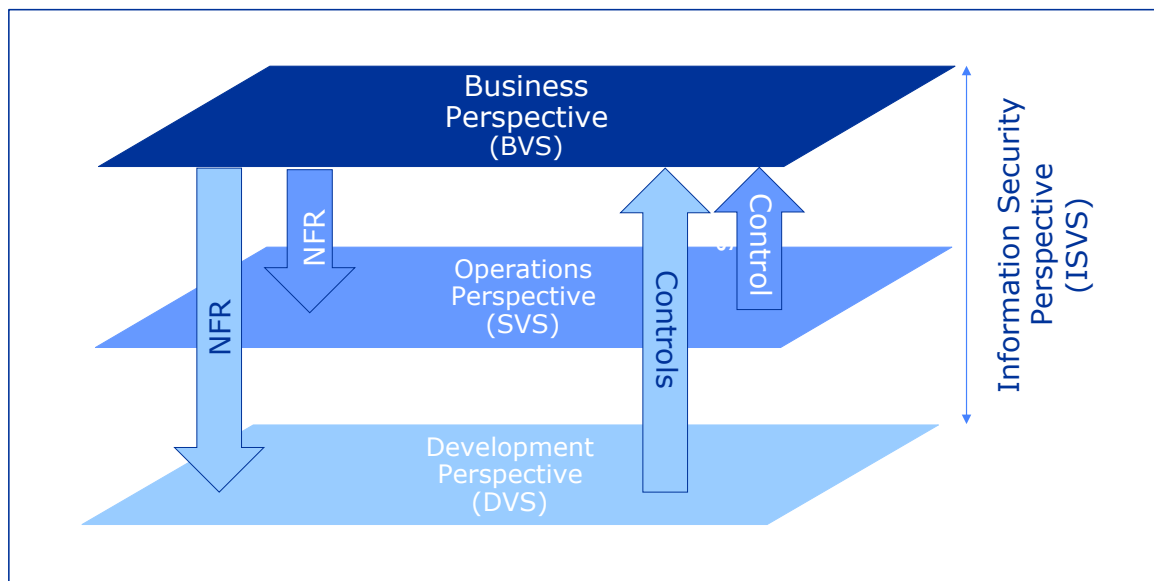 Business
Perspective
(BVS)
NFR
NFR
Operations
Perspective
(SVS)
Controls
Control
s
Development
Perspective
(DVS)
Information Security
Perspective
(ISVS)